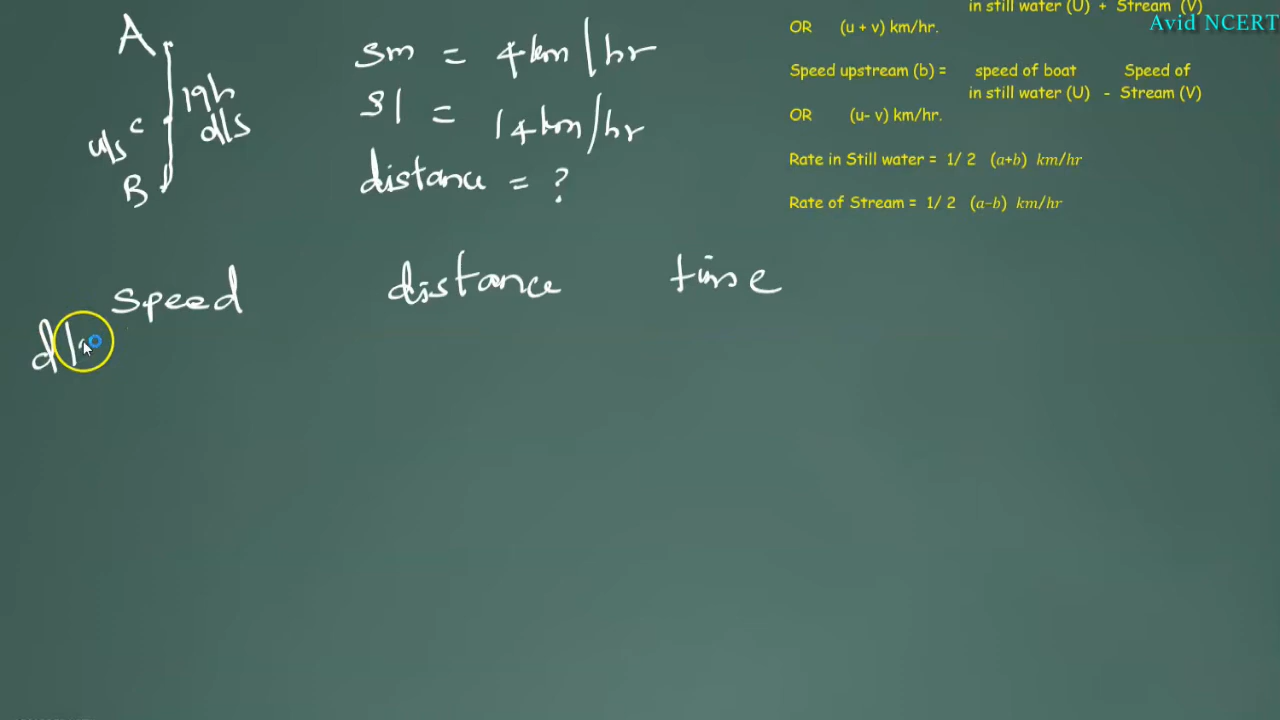 A
19h
d/s
C
u/s
B
Sm = 4km/hr
Sl = 14km/hr
distance = ?
in still water (U) + Stream (V)
Avid NCERT
OR (u + v) km/hr.
Speed upstream (b) = speed of boat Speed of
in still water (U) - Stream (V)
OR (u- v) km/hr.
Rate in Still water = 1/ 2 (a+b) km/hr
Rate of Stream = 1/ 2 (a–b) km/hr
speed distance time